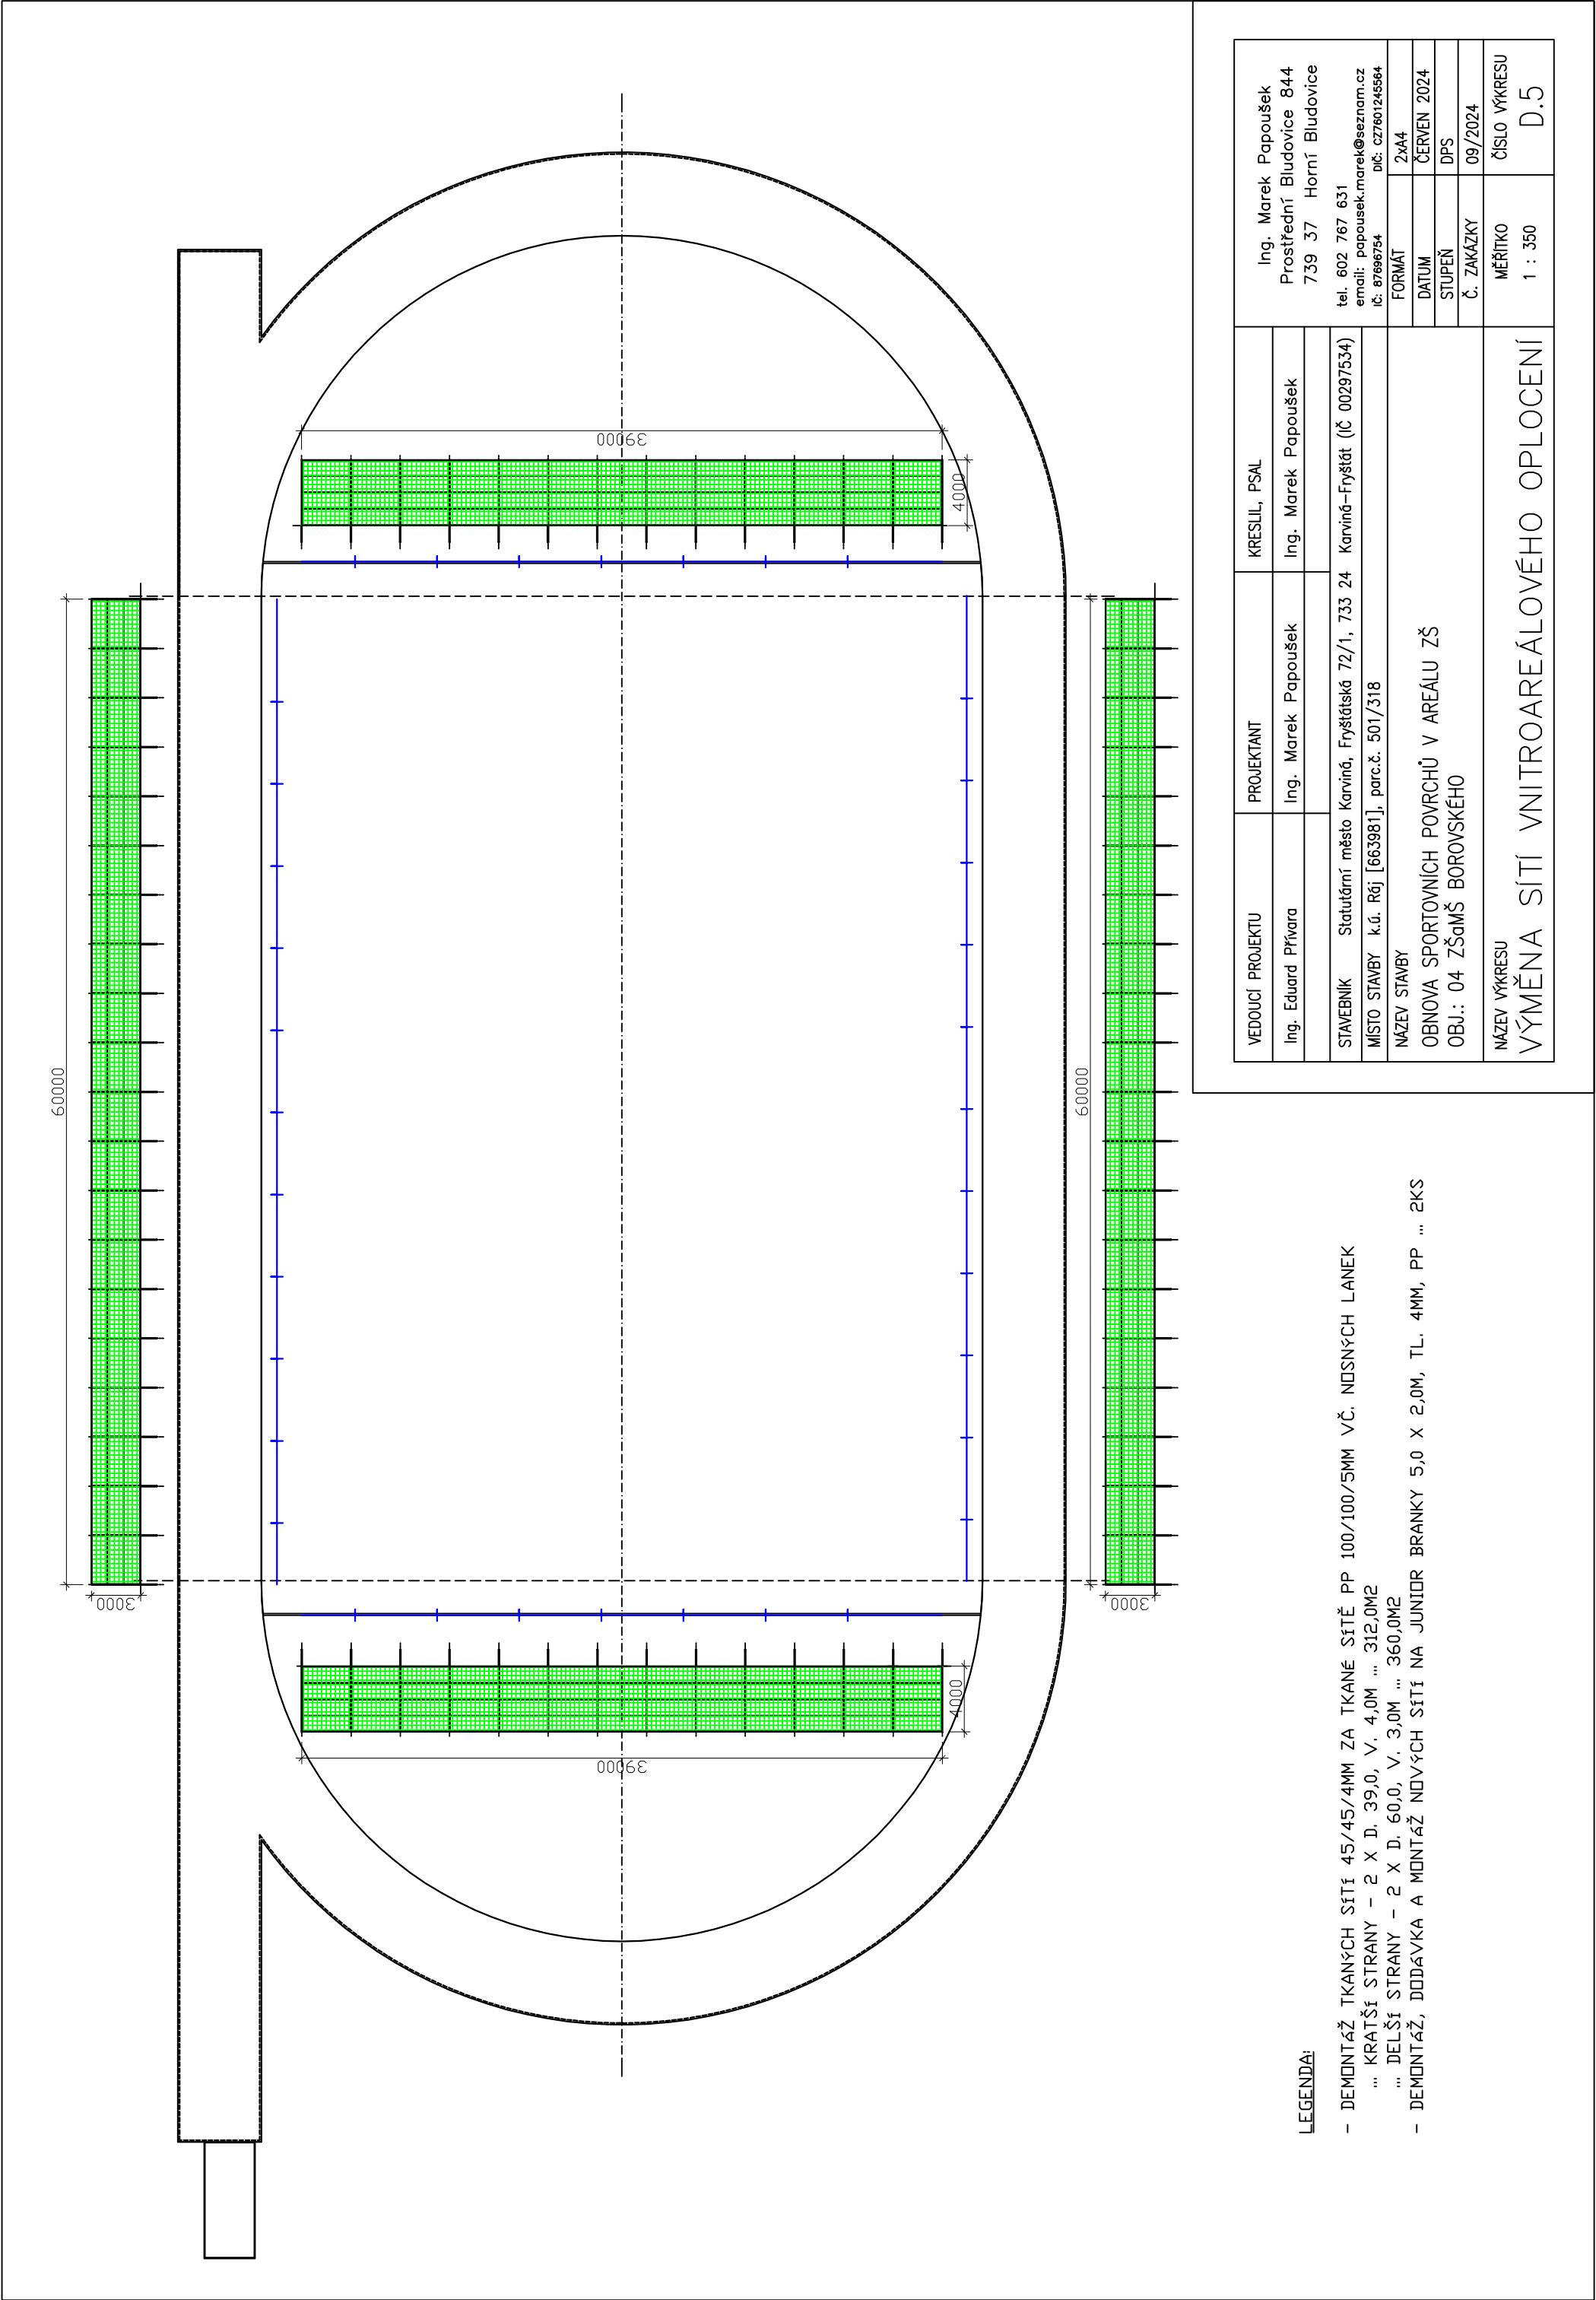 60000
3000
3000
60000
39000
4000
39000
4000
LEGENDA:
- DEMONTÁŽ TKANÝCH SÍTÍ 45/45/4MM ZA TKANÉ SÍTĚ PP 100/100/5MM VČ. NOSNÝCH LANEK
... KRATŠÍ STRANY - 2 X D. 39,0, V. 4,0M ... 312,0M2
... DELŠÍ STRANY - 2 X D. 60,0, V. 3,0M ... 360,0M2
- DEMONTÁŽ, DODÁVKA A MONTÁŽ NOVÝCH SÍTÍ NA JUNIOR BRANKY 5,0 X 2,0M, TL. 4MM, PP ... 2KS
VEDOUCÍ PROJEKTU PROJEKTANT KRESLIL, PSAL
Ing. Eduard Přívara Ing. Marek Papoušek Ing. Marek Papoušek
Ing. Marek Papoušek
Prostřední Bludovice 844
739 37 Horní Bludovice
tel. 602 767 631
email: papousek.marek@seznam.cz
IČ: 87696754 DIČ: CZ7601245564
STAVEBNÍK Statutární město Karviná, Fryštátská 72/1, 733 24 Karviná-Fryštát (IČ 00297534)
MÍSTO STAVBY k.ú. Ráj [663981], parc.č. 501/318
NÁZEV STAVBY
OBNOVA SPORTOVNÍCH POVRCHŮ V AREÁLU ZŠ
OBJ.: 04 ZŠaMŠ BOROVSKÉHO
FORMÁT 2xA4
DATUM ČERVEN 2024
STUPEŇ DPS
Č. ZAKÁZKY 09/2024
NÁZEV VÝKRESU
VÝMĚNA SÍTÍ VNITROAREÁLOVÉHO OPLOCENÍ
MĚŘÍTKO
1 : 350
ČÍSLO VÝKRESU
D.5